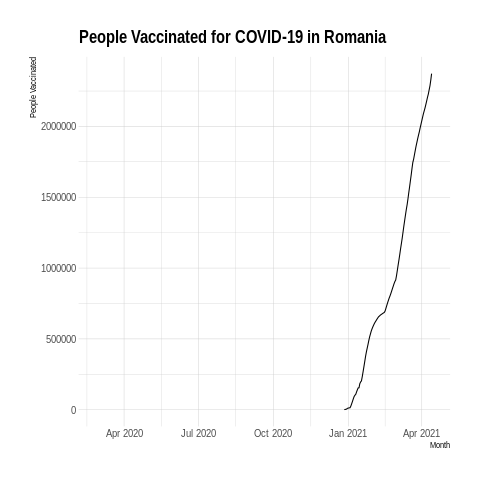 People Vaccinated for COVID-19 in Romania
People Vaccinated
2000000
1500000
1000000
500000
0
Apr 2020 Jul 2020 Oct 2020 Jan 2021 Apr 2021
Month